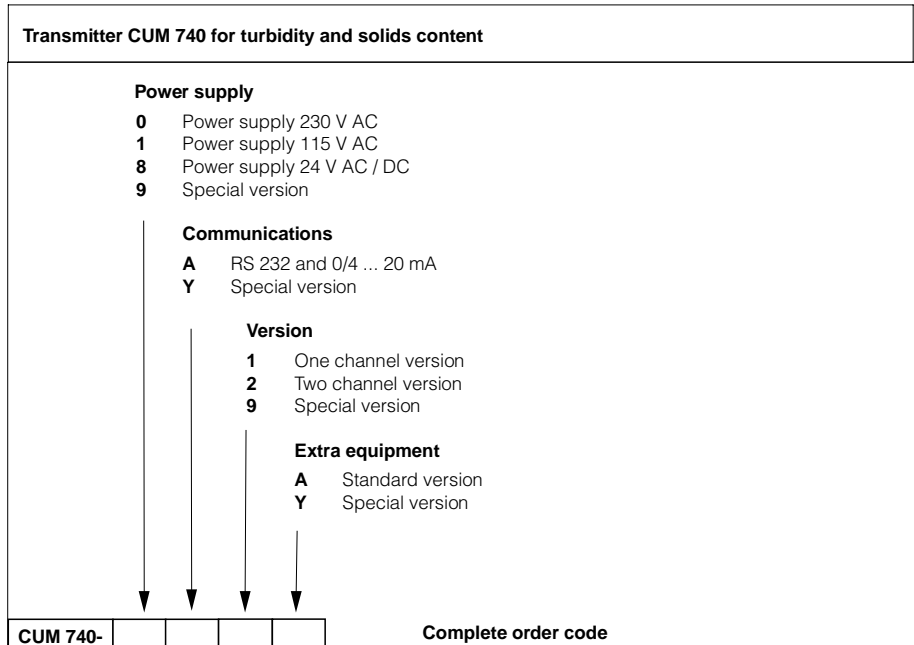 Transmitter CUM 740 for turbidity and solids content
Power supply
0 Power supply 230 V AC
1 Power supply 115 V AC
8 Power supply 24 V AC / DC
9 Special version
Communications
A RS 232 and 0/4 ... 20 mA
Y Special version
Version
1 One channel version
2 Two channel version
9 Special version
Extra equipment
A Standard version
Y Special version
CUM 740- Complete order code